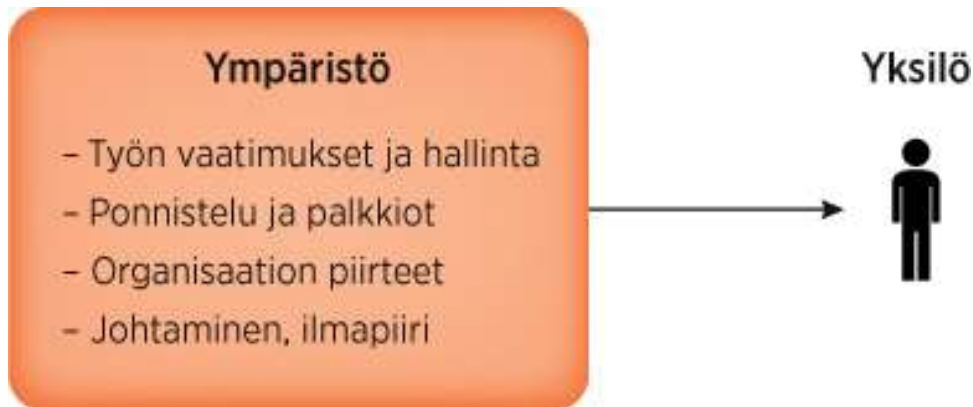 Ympäristö
– Työn vaatimukset ja hallinta
– Ponnistelu ja palkkiot
– Organisaation piirteet
– Johtaminen, ilmapiiri
Yksilö